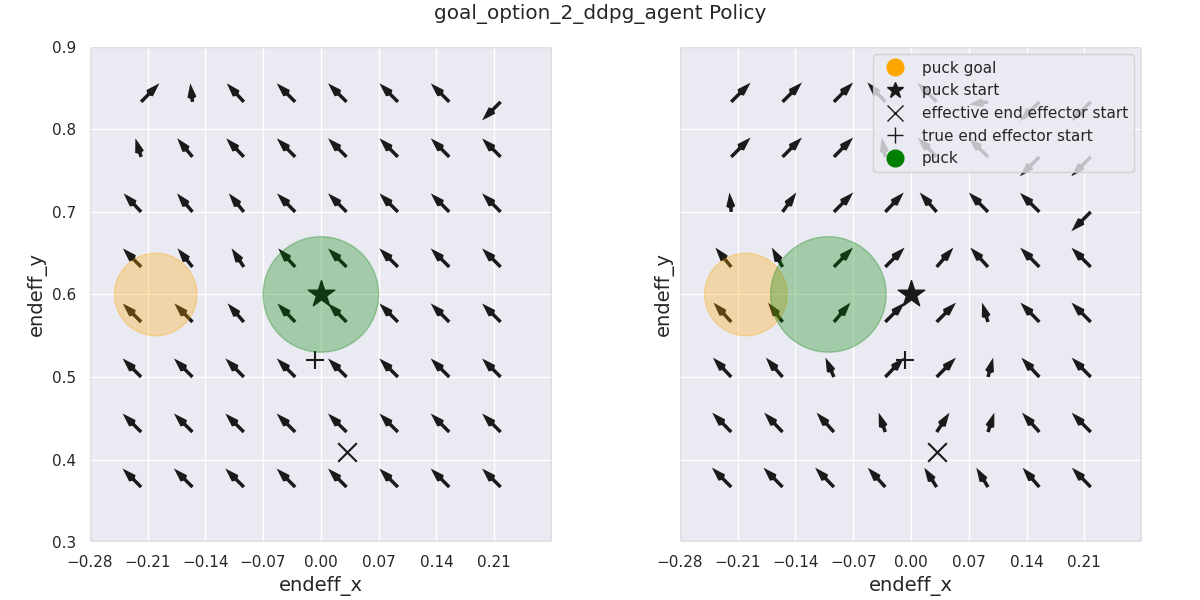 goal_option_2_ddpg_agent Policy
0.9
0.8
0.7
0.6
0.5
0.4
0.3
endeff_y
−0.28 −0.21 −0.14 −0.07 0.00 0.07 0.14 0.21
endeff_x
endeff_y
puck goal
puck start
effective end effector start
true end effector start
puck
−0.28 −0.21 −0.14 −0.07 0.00 0.07 0.14 0.21
endeff_x